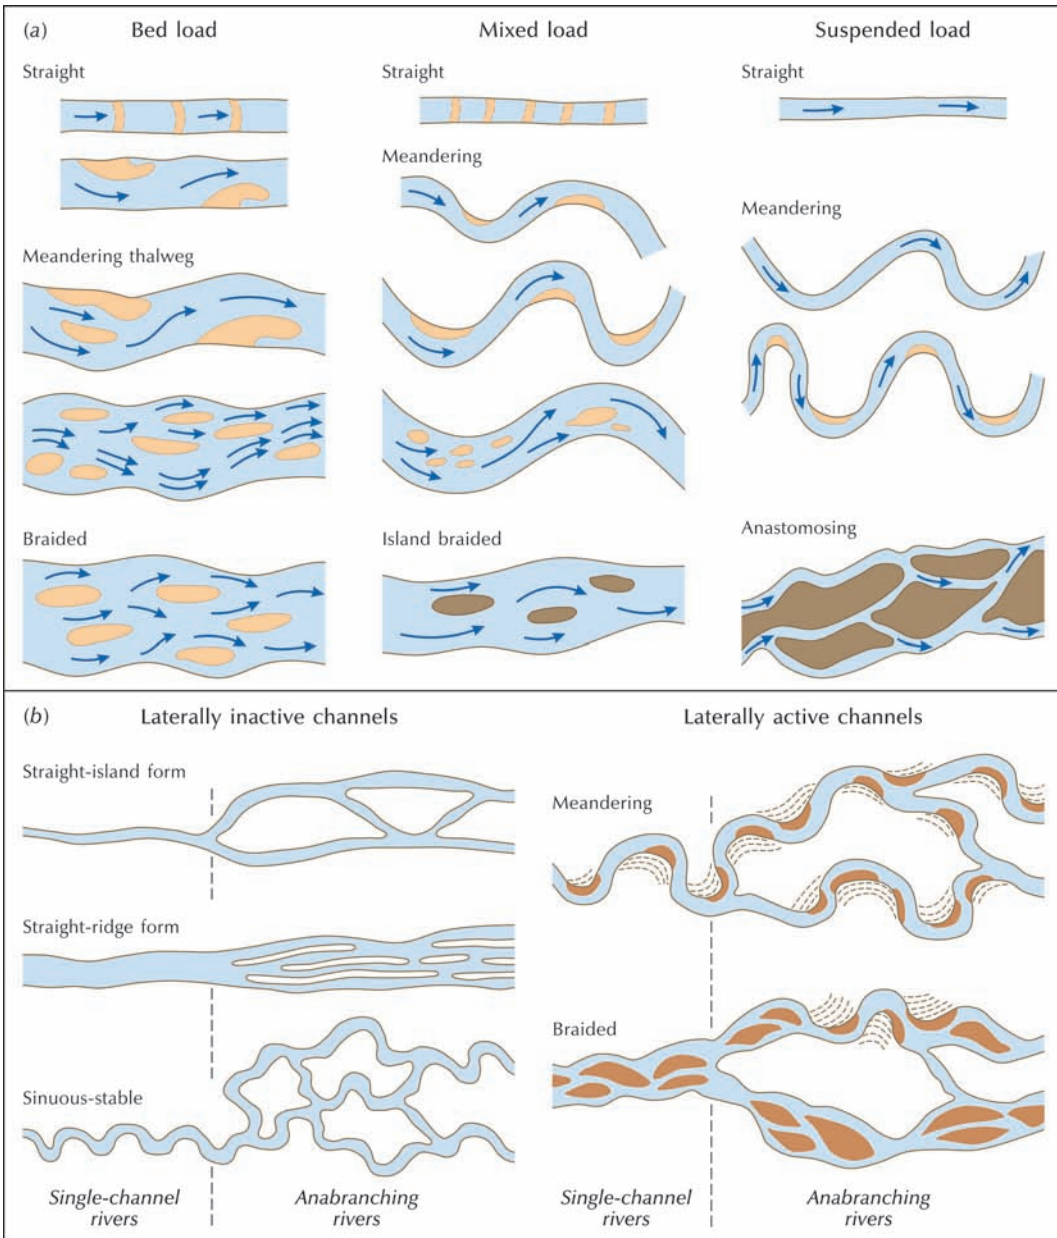 (a)
Bed load
Mixed load
Suspended load
Straight
Straight
Straight
Meandering
Meandering
Meandering thalweg
Braided
Island braided
Anastomosing
(b)
Laterally inactive channels
Laterally active channels
Straight-island form
Meandering
Straight-ridge form
Braided
Sinuous-stable
Single-channel
rivers
Anabranching
rivers
Single-channel
rivers
Anabranching
rivers